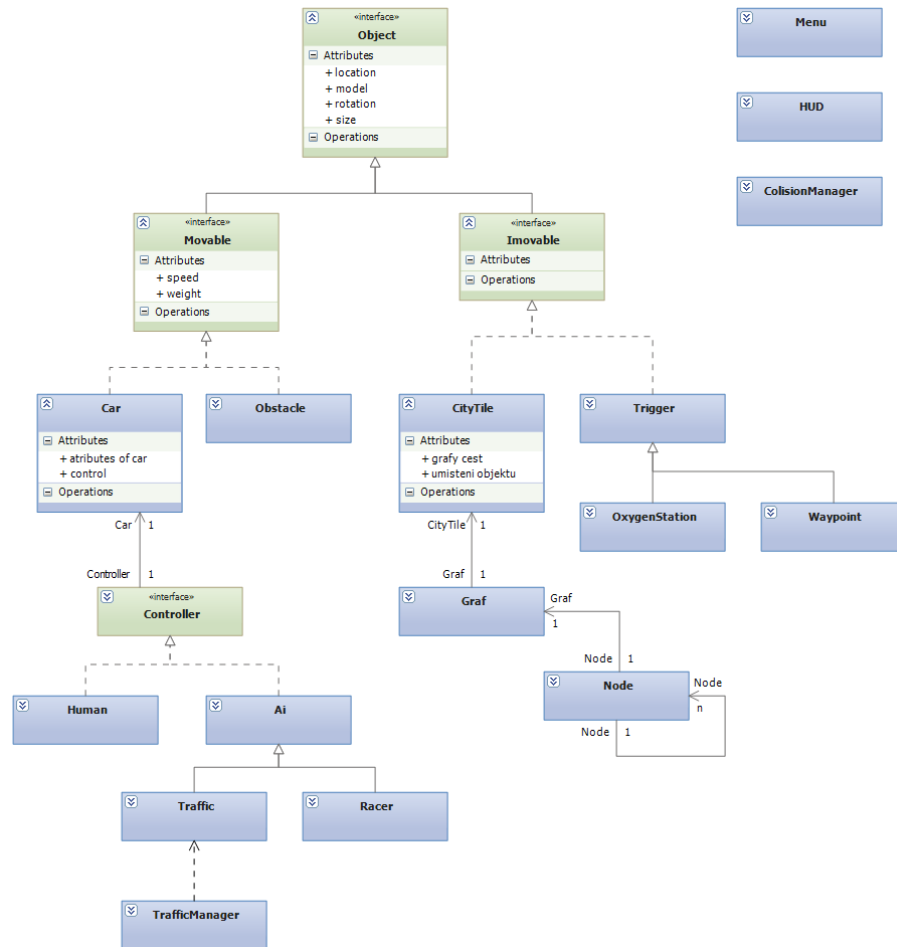 «interface»
Object
Attributes
+ location
+ model
+ rotation
+ size
Operations
Menu
HUD
ColisionManager
«interface»
Movable
Attributes
+ speed
+ weight
Operations
«interface»
Imovable
Attributes
Operations
Car
Attributes
+ atributes of car
+ control
Operations
Obstacle
CityTile
Attributes
+ grafy cest
+ umisteni objektu
Operations
Trigger
OxygenStation
Waypoint
Car 1
Controller 1
«interface»
Controller
CityTile 1
Graf 1
Graf
Graf
1
Node 1
Node
Node
n
Node 1
Human
Ai
Traffic
Racer
TrafficManager